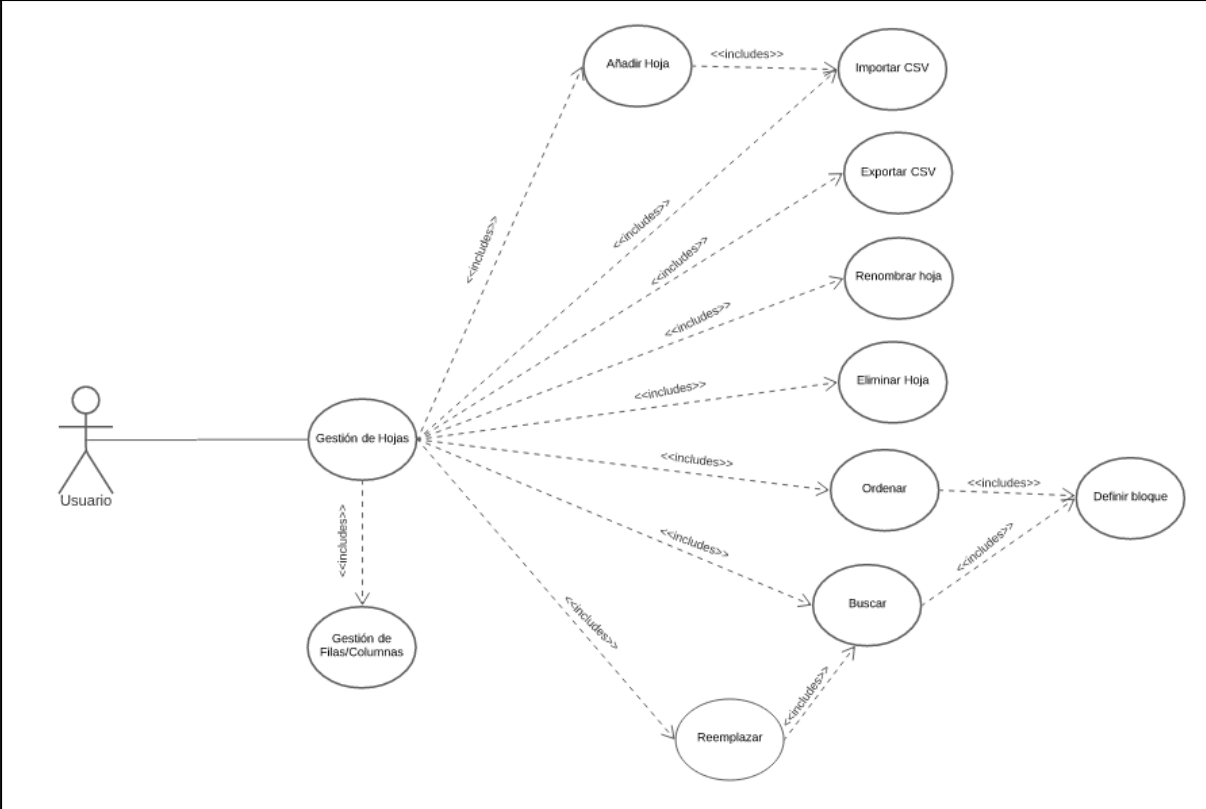 Añadir Hoja
<<includes>>
Importar CSV
Exportar CSV
<<includes>>
<<includes>>
<<includes>>
Renombrar hoja
<<includes>>
Eliminar Hoja
<<includes>>
Usuario
Gestión de Hojas
<<includes>>
Ordenar
<<includes>>
Definir bloque
<<includes>>
<<includes>>
<<includes>>
Buscar
<<includes>>
Gestión de
Filas/Columnas
<<includes>>
Reemplazar